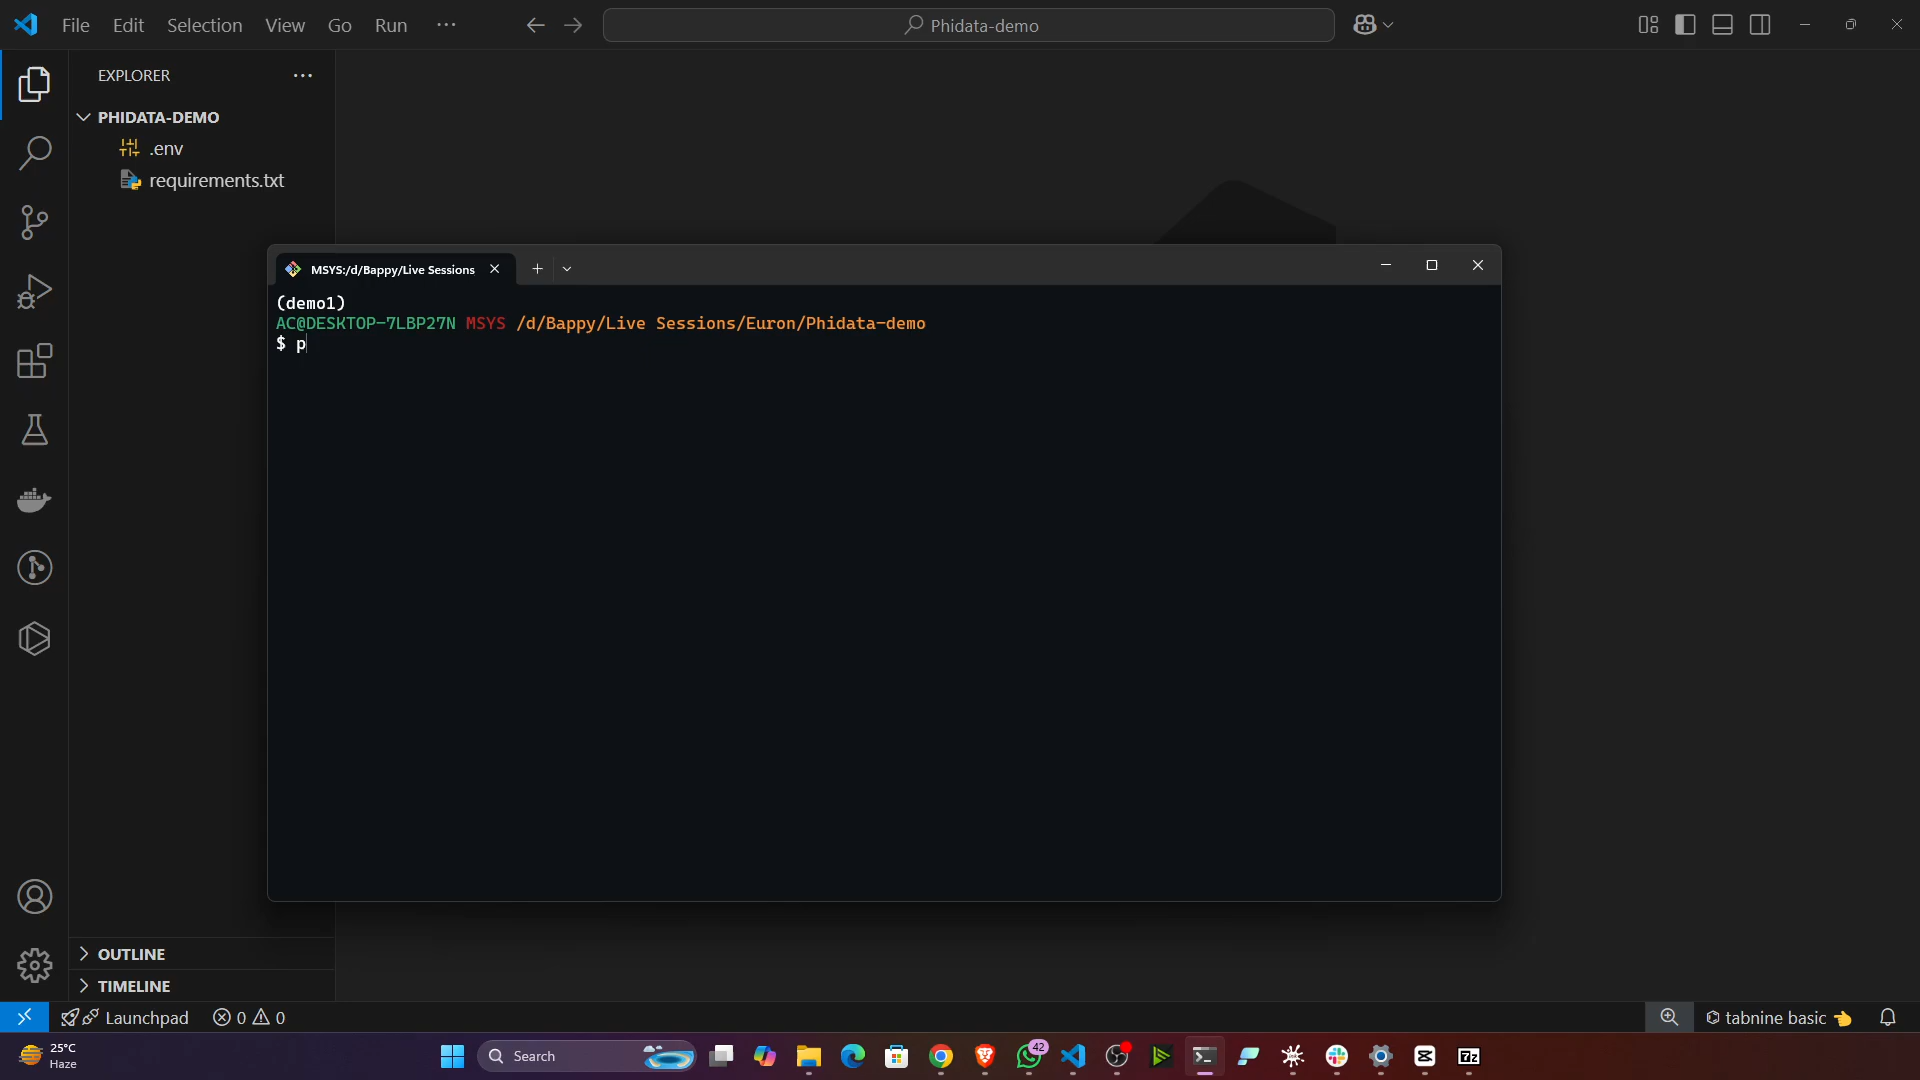 File Edit Selection View Go Run ···
Phidata-demo
EXPLORER ···
PHIDATA-DEMO
.env
requirements.txt
MSYS:/d/Bappy/Live Sessions
(demo1)
AC@DESKTOP-7LBP27N MSYS /d/Bappy/Live Sessions/Euron/Phidata-demo
$ p
OUTLINE
TIMELINE
Launchpad 0 0
tabnine basic
25°C
Haze
Search
42
7z